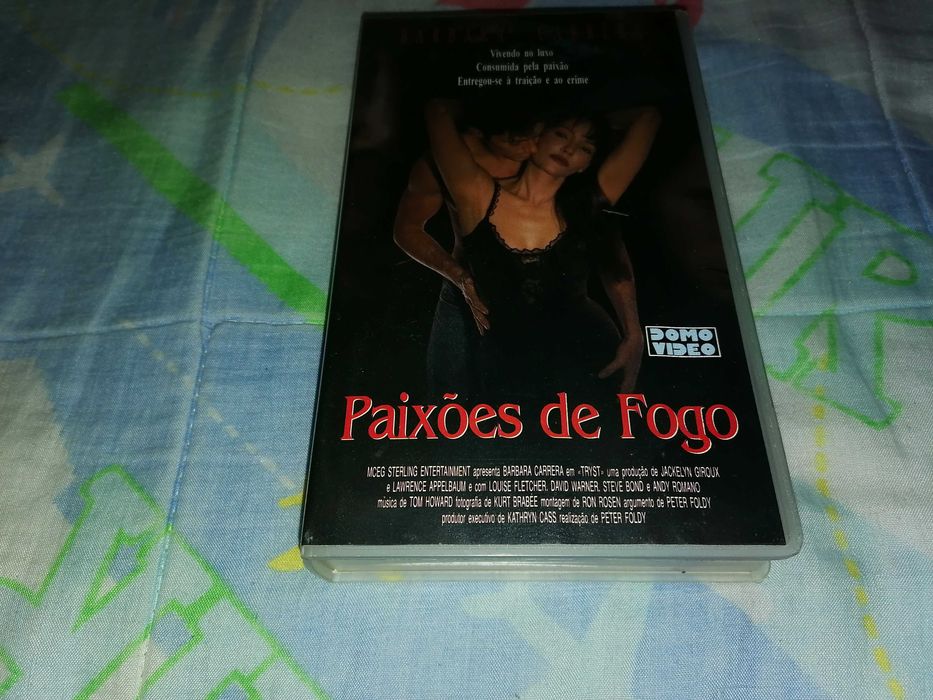 BARBARA CARRERA
Vivendo no luxo
Consumida pela paixão
Entregou-se à traição e ao crime
DOMO
VIDEO
Paixões de Fogo
MCEG STERLING ENTERTAINMENT apresenta BARBARA CARRERA em «TRYST» uma produção de JACKELYN GIROUX
e LAWRENCE APPELBAUM e com LOUISE FLETCHER, DAVID WARNER, STEVE BOND e ANDY ROMANO
música de TOM HOWARD fotografia de KURT BRABEE montagem de RON ROSEN argumento de PETER FOLDY
produtor executivo de KATHRYN CASS realização de PETER FOLDY